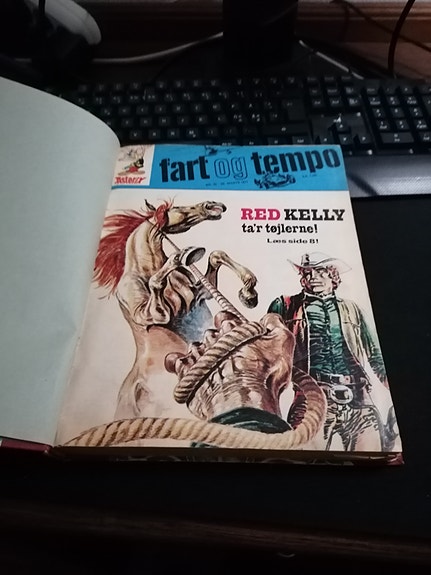 Asterix
fart og tempo
RED KELLY
ta'r tøjlerne!
Læs side 8!